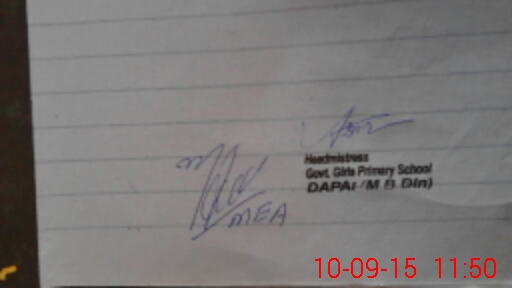 Headmistress
Govt. Girls Primary School
DAPAI (M B Din)
MEA
10-09-15 11:50